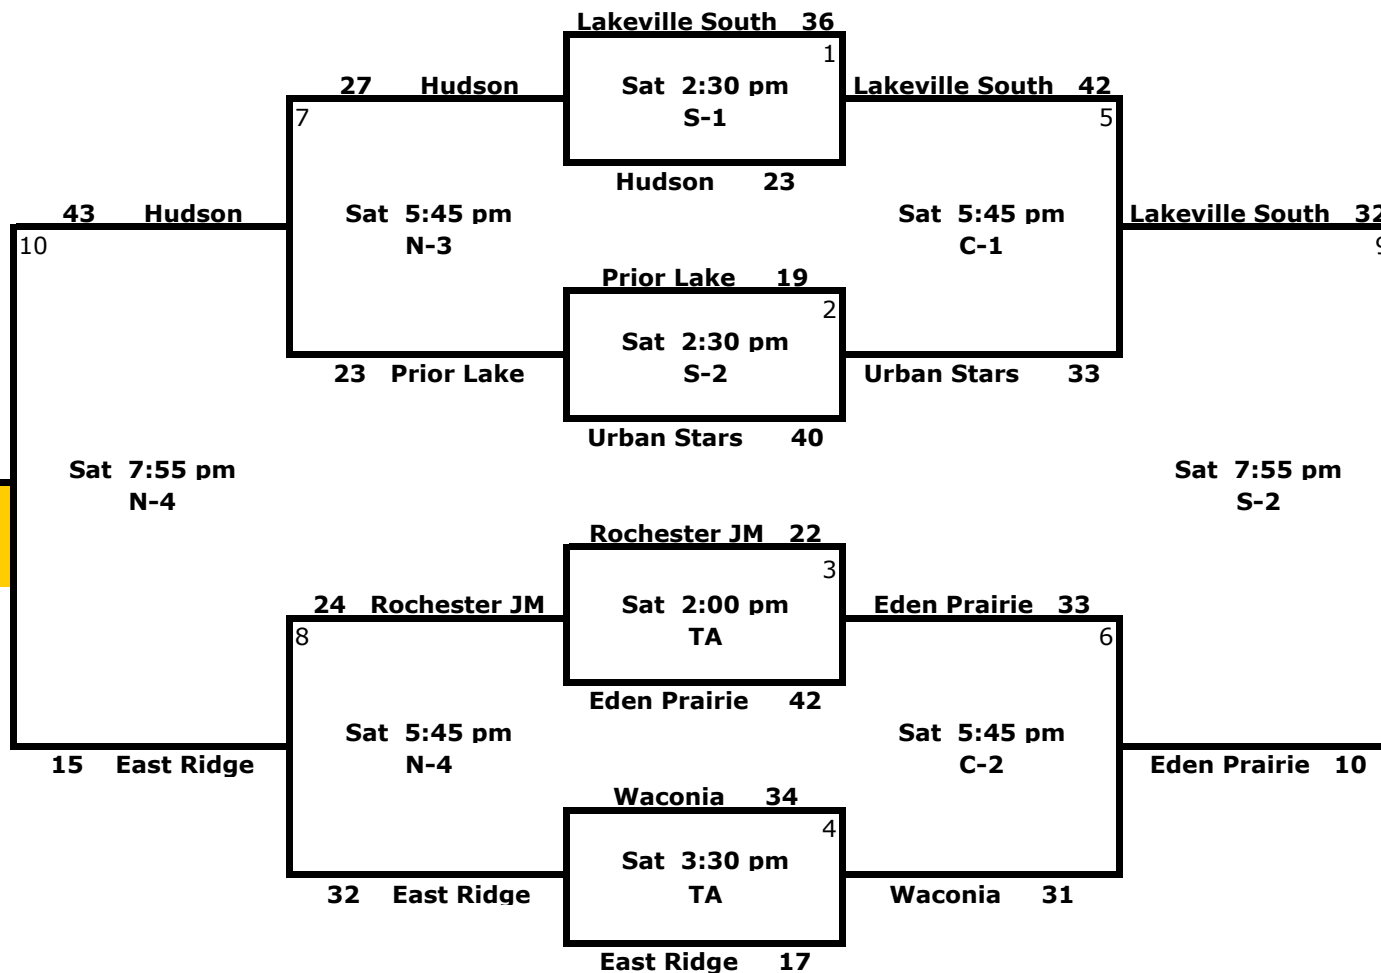 Lakeville South 36
1
27 Hudson
Sat 2:30 pm
Lakeville South 42
7
S-1
5
Hudson 23
43 Hudson
Sat 5:45 pm
Sat 5:45 pm
Lakeville South 32
10
N-3
C-1
9
Prior Lake 19
2
Sat 2:30 pm
23 Prior Lake
S-2
Urban Stars 33
Urban Stars 40
Sat 7:55 pm
Sat 7:55 pm
N-4
S-2
Rochester JM 22
3
24 Rochester JM
Sat 2:00 pm
Eden Prairie 33
8
TA
6
Eden Prairie 42
Sat 5:45 pm
Sat 5:45 pm
15 East Ridge
N-4
C-2
Eden Prairie 10
Waconia 34
4
Sat 3:30 pm
32 East Ridge
TA
Waconia 31
East Ridge 17